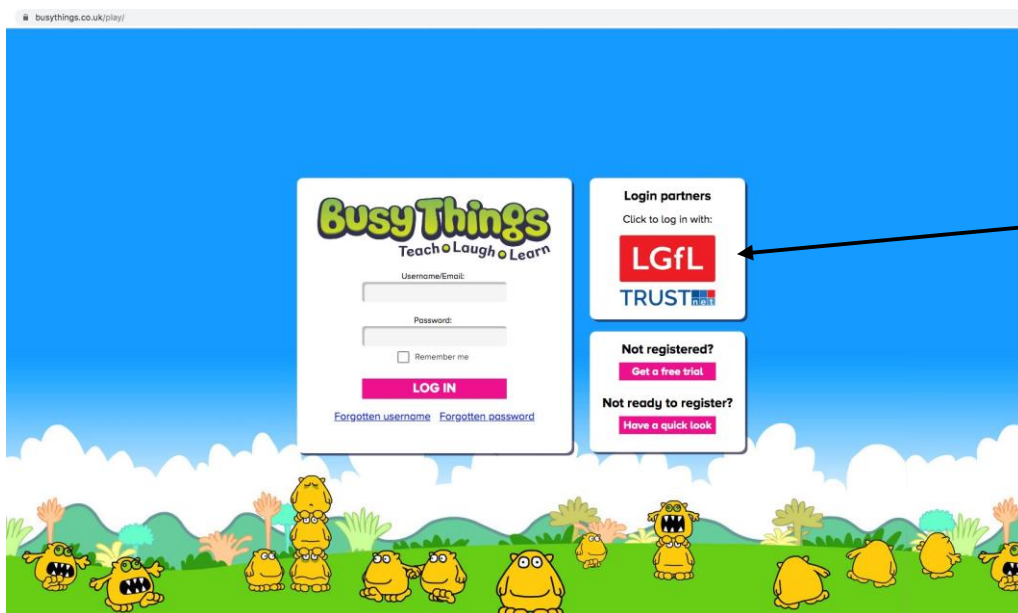 busythings.co.uk/play/
Busy Things
Teach Laugh Learn
Username/Email:
Password:
Remember me
LOG IN
Forgotten username Forgotten password
Login partners
Click to log in with:
LGfL
TRUSTnet
Not registered?
Get a free trial
Not ready to register?
Have a quick look